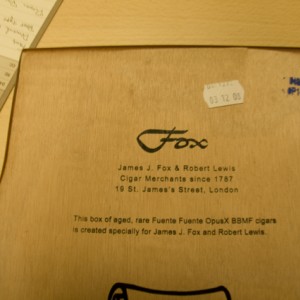 Fox
James J. Fox & Robert Lewis
Cigar Merchants since 1787
19 St. James's Street, London
This box of aged, rare Fuente Fuente OpusX BBMF cigars
is created specially for James J. Fox and Robert Lewis.